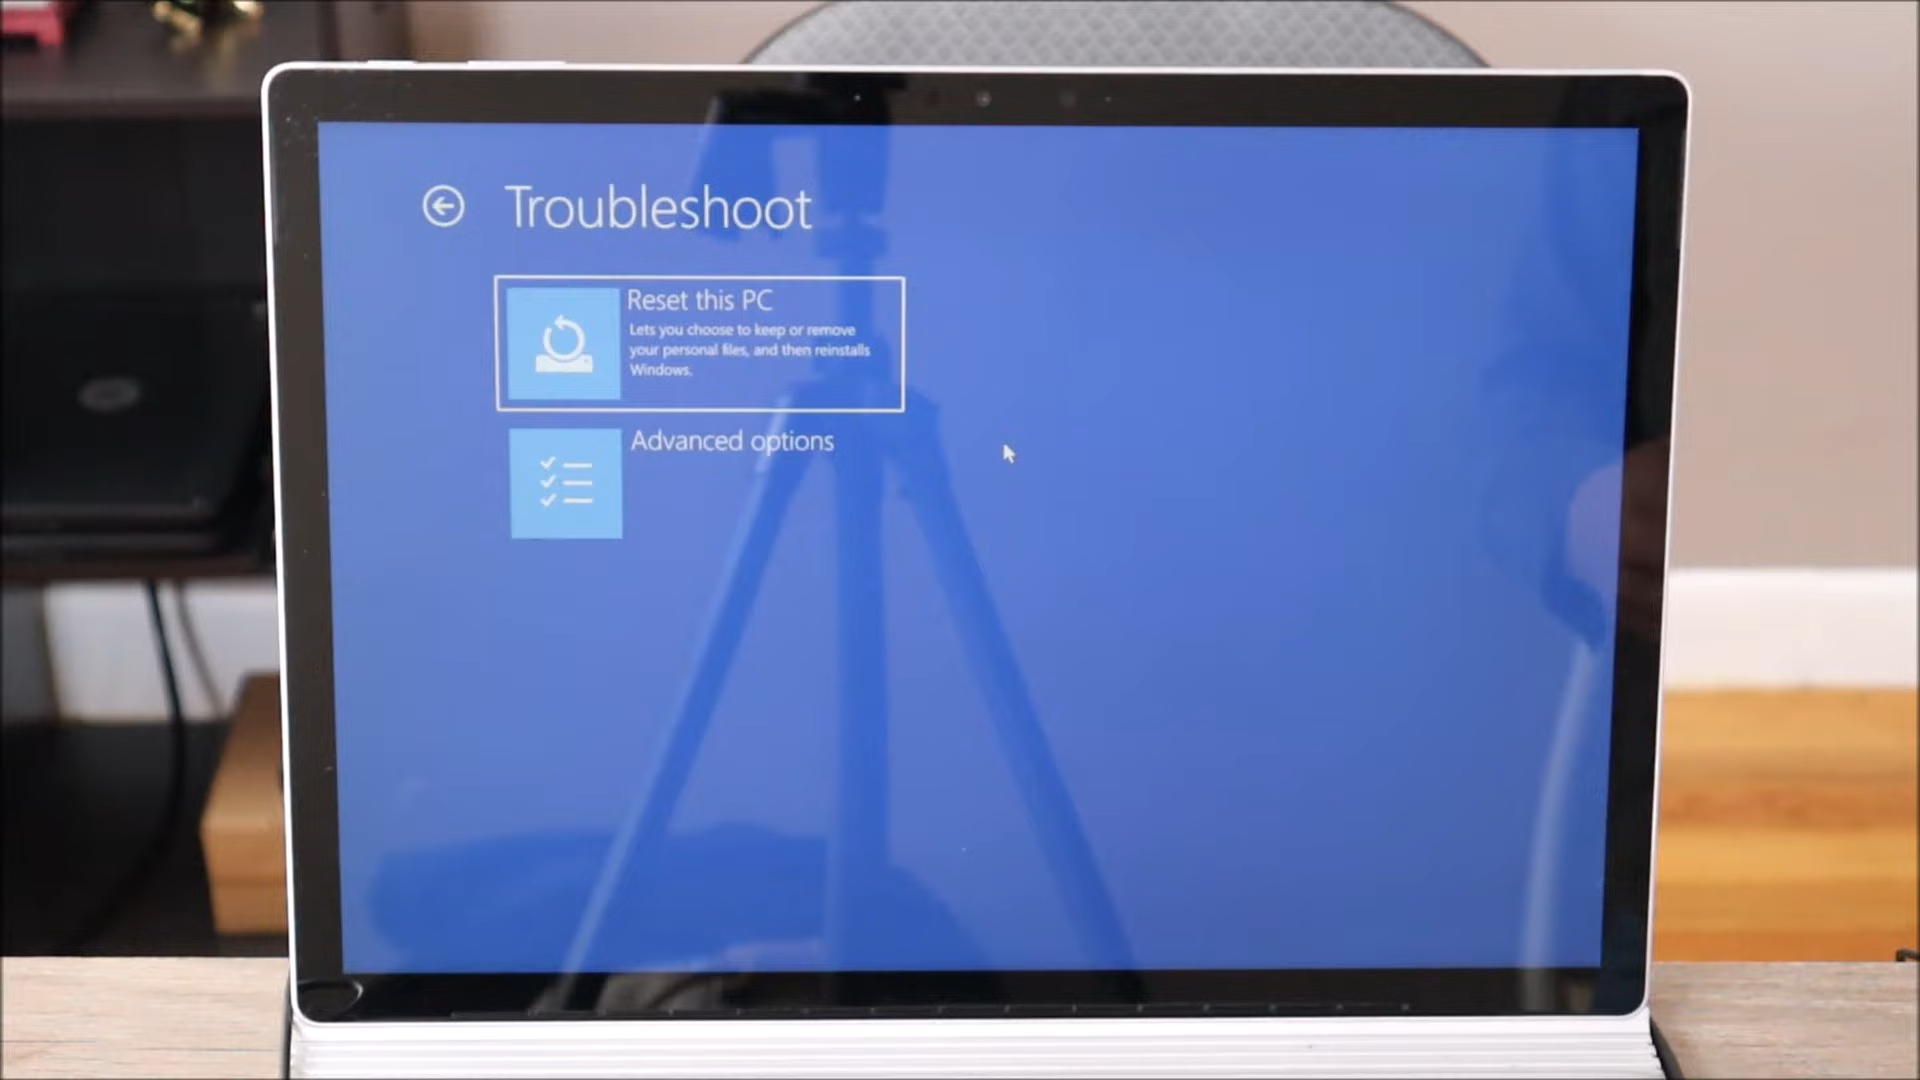 Troubleshoot
Reset this PC
Lets you choose to keep or remove
your personal files, and then reinstalls
Windows.
Advanced options